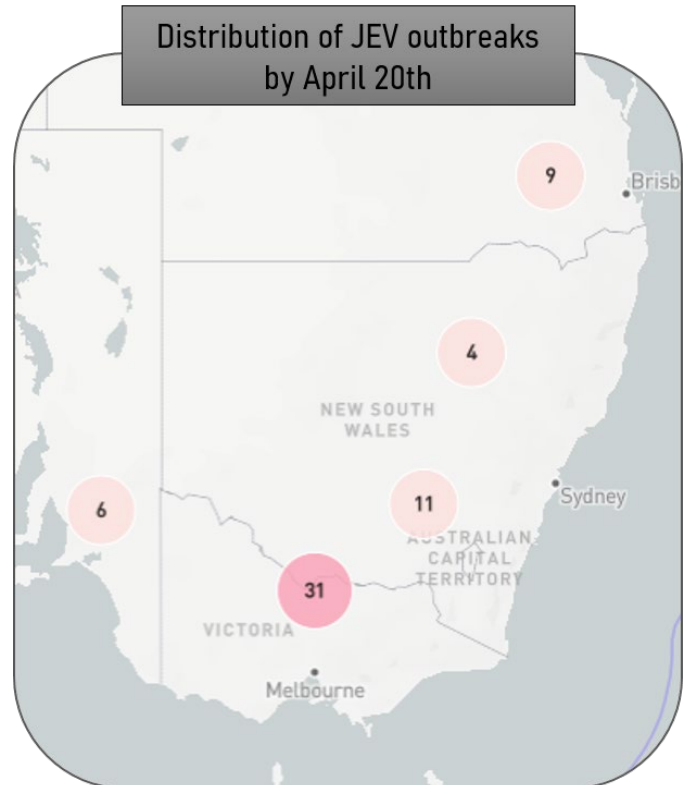 Distribution of JEV outbreaks
by April 20th
9
Brisb
4
NEW SOUTH
WALES
6
11
Sydney
AUSTRALIAN
CAPITAL
TERRITORY
31
VICTORIA
Melbourne